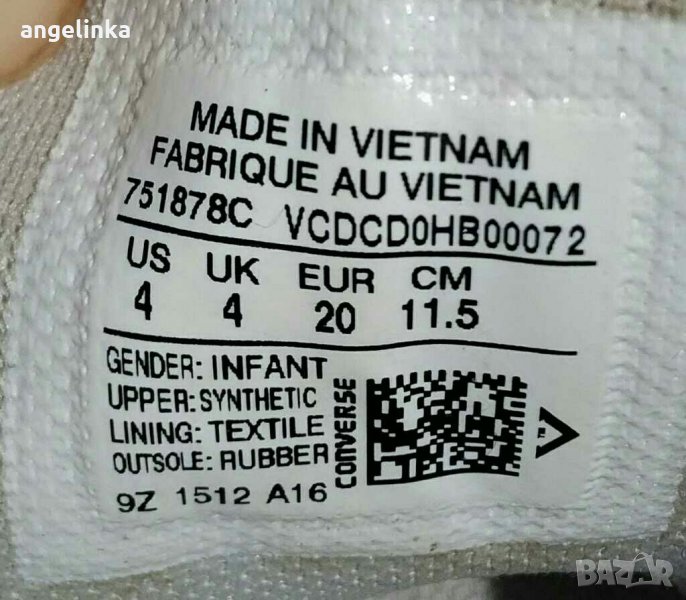 angelinka
MADE IN VIETNAM
FABRIQUE AU VIETNAM
751878C VCDCD0HB00072
US UK EUR CM
4 4 20 11.5
GENDER: INFANT
UPPER: SYNTHETIC
LINING: TEXTILE
OUTSOLE: RUBBER
CONVERSE
9Z 1512 A16
BAZAR